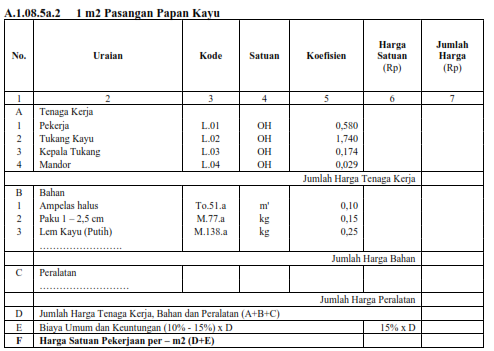 A.1.08.5a.2 1 m2 Pasangan Papan Kayu
No. Uraian Kode Satuan Koefisien Harga Satuan (Rp) Jumlah Harga (Rp)
1 2 3 4 5 6 7
A Tenaga Kerja
1 Pekerja L.01 OH 0,580
2 Tukang Kayu L.02 OH 1,740
3 Kepala Tukang L.03 OH 0,174
4 Mandor L.04 OH 0,029
Jumlah Harga Tenaga Kerja
B Bahan
1 Ampelas halus To.51.a m' 0,10
2 Paku 1 – 2,5 cm M.77.a kg 0,15
3 Lem Kayu (Putih) M.138.a kg 0,25
……………………..
Jumlah Harga Bahan
C Peralatan
………………………
Jumlah Harga Peralatan
D Jumlah Harga Tenaga Kerja, Bahan dan Peralatan (A+B+C)
E Biaya Umum dan Keuntungan (10% - 15%) x D 15% x D
F Harga Satuan Pekerjaan per – m2 (D+E)